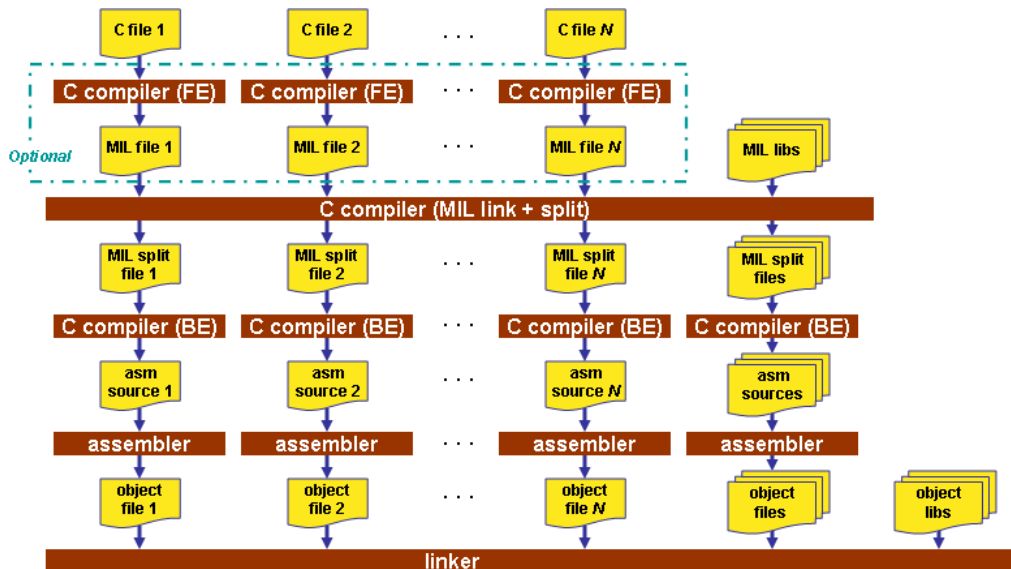 C file 1
C file 2
. . .
C file N
C compiler (FE)
C compiler (FE)
. . .
C compiler (FE)
Optional
MIL file 1
MIL file 2
. . .
MIL file N
MIL libs
C compiler (MIL link + split)
MIL split
file 1
MIL split
file 2
. . .
MIL split
file N
MIL split
files
C compiler (BE)
C compiler (BE)
. . .
C compiler (BE)
C compiler (BE)
asm
source 1
asm
source 2
. . .
asm
source N
asm
sources
assembler
assembler
. . .
assembler
assembler
object
file 1
object
file 2
. . .
object
file N
object
files
object
libs
linker